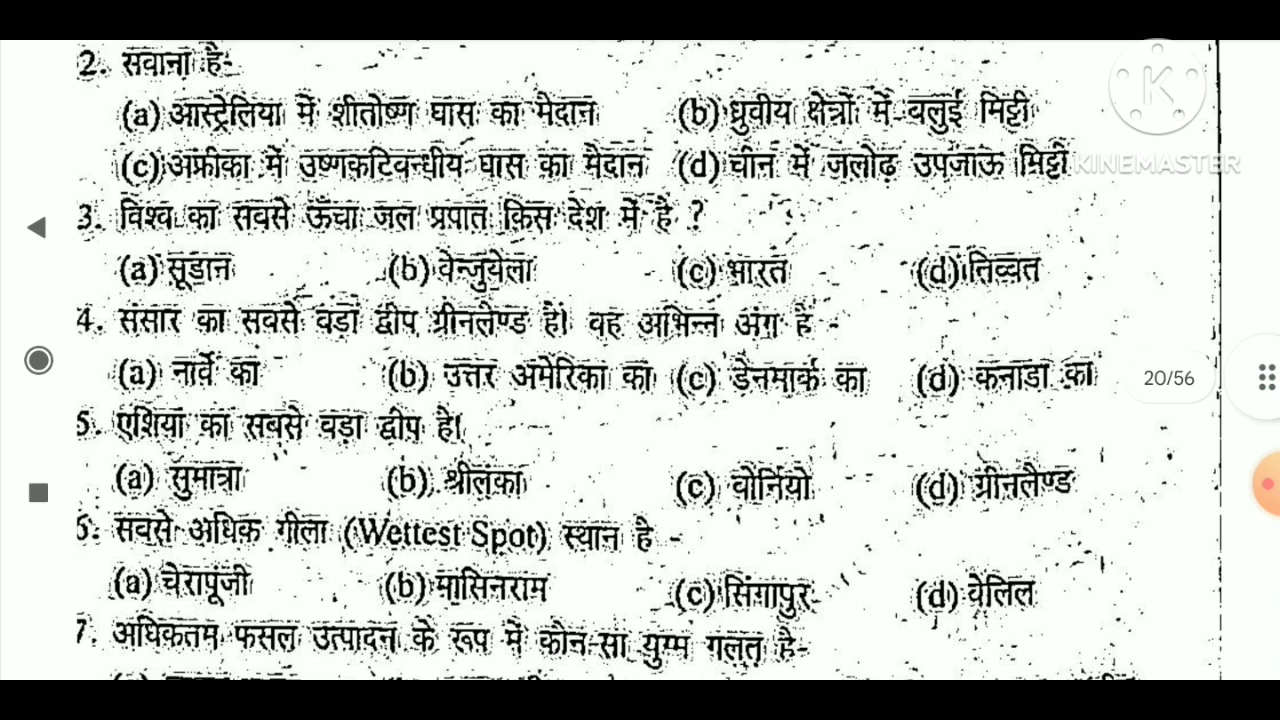 2. सवाना है-
(a) आस्ट्रेलिया में शीतोष्ण घास का मैदान (b) ध्रुवीय क्षेत्रों में बलुई मिट्टी
(c) अफ्रीका में उष्णकटिबन्धीय घास का मैदान (d) चीन में जलोढ़ उपजाऊ मिट्टी
KINEMASTER
3. विश्व का सबसे ऊँचा जल प्रपात किस देश में है ?
(a) सूडान (b) वेन्जुयेला (c) भारत (d) तिब्बत
4. संसार का सबसे बडा द्वीप ग्रीनलैण्ड है। वह अभिन्न अंग है -
(a) नार्वे का (b) उत्तर अमेरिका का (c) डेनमार्क का (d) कनाडा का
20/56
5. एशिया का सबसे बड़ा द्वीप है।
(a) सुमात्रा (b) श्रीलंका (c) बोर्नियो (d) ग्रीनलैण्ड
6. सबसे अधिक गीला (Wettest Spot) स्थान है -
(a) चेरापूंजी (b) मासिनराम (c) सिंगापुर (d) वेलिल
7. अधिकतम फसल उत्पादन के रूप में कौन-सा युग्म गलत है-